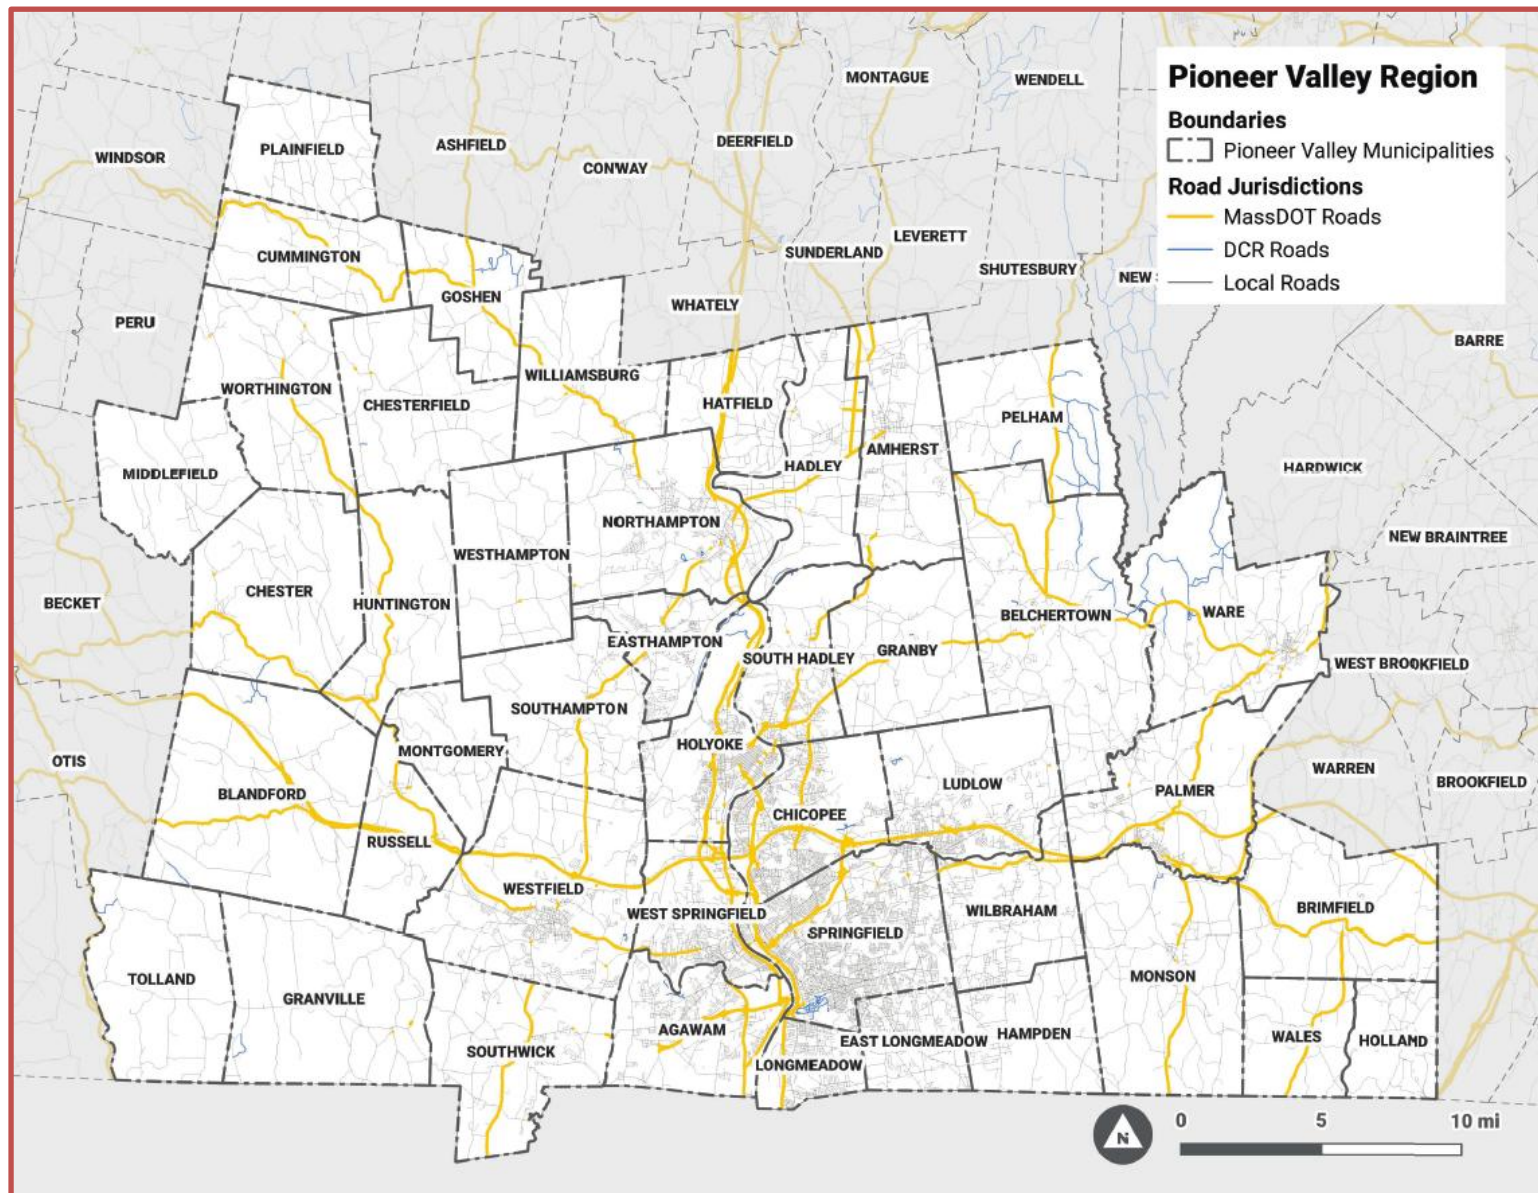 Pioneer Valley Region
Boundaries
Pioneer Valley Municipalities
Road Jurisdictions
MassDOT Roads
DCR Roads
Local Roads
MONTAGUE
WENDELL
WINDSOR
PLAINFIELD
ASHFIELD
CONWAY
DEERFIELD
CUMMINGTON
GOSHEN
SUNDERLAND
LEVERETT
SHUTESBURY
NEW
PERU
WHATELY
BARRE
WORTHINGTON
CHESTERFIELD
WILLIAMSBURG
HATFIELD
PELHAM
MIDDLEFIELD
HADLEY
AMHERST
HARDWICK
NORTHAMPTON
NEW BRAINTREE
WESTHAMPTON
BECKET
CHESTER
HUNTINGTON
EASTHAMPTON
BELCHERTOWN
WARE
SOUTH HADLEY
GRANBY
WEST BROOKFIELD
SOUTHAMPTON
OTIS
MONTGOMERY
HOLYOKE
WARREN
BROOKFIELD
BLANDFORD
LUDLOW
PALMER
CHICOPEE
RUSSELL
WESTFIELD
WEST SPRINGFIELD
SPRINGFIELD
WILBRAHAM
BRIMFIELD
TOLLAND
GRANVILLE
MONSON
SOUTHWICK
AGAWAM
EAST LONGMEADOW
HAMPDEN
WALES
HOLLAND
LONGMEADOW
0 5 10 mi
N